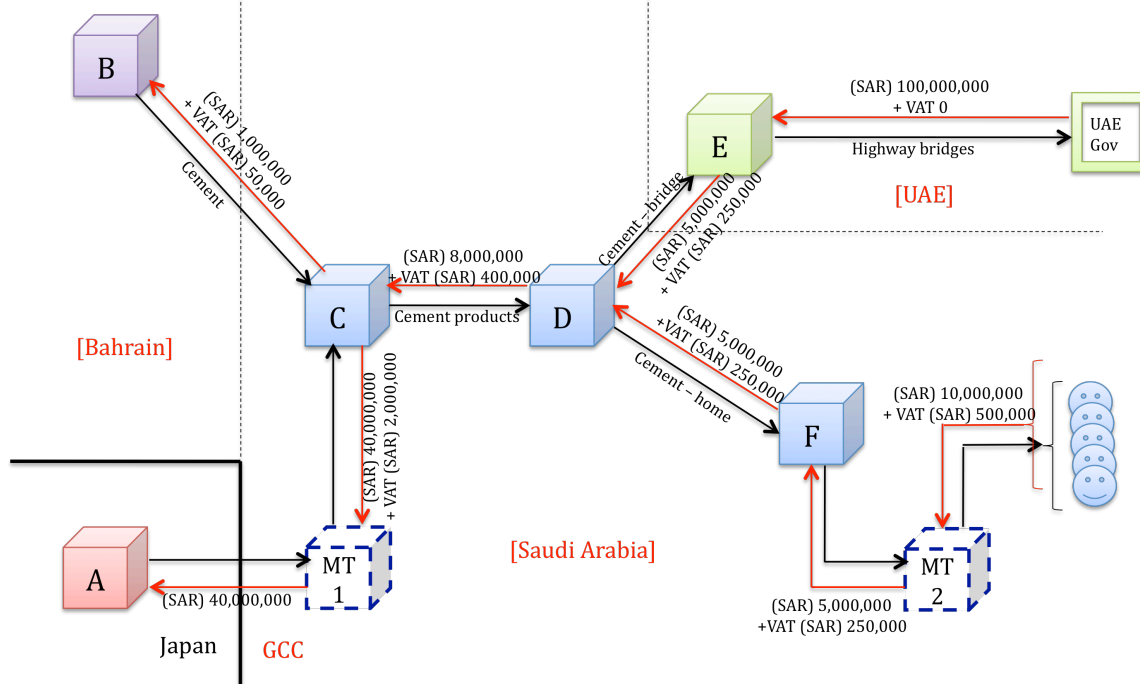 B
(SAR) 1,000,000
+ VAT (SAR) 50,000
Cement
(SAR) 100,000,000
+ VAT 0
E
UAE
Gov
Highway bridges
[UAE]
Cement – bridge
(SAR) 5,000,000
+ VAT (SAR) 250,000
(SAR) 8,000,000
+ VAT (SAR) 400,000
C
D
Cement products
[Bahrain]
(SAR) 5,000,000
+VAT (SAR) 250,000
Cement – home
(SAR) 40,000,000
+ VAT (SAR) 2,000,000
(SAR) 10,000,000
+ VAT (SAR) 500,000
F
[Saudi Arabia]
A
MT
1
(SAR) 40,000,000
MT
2
(SAR) 5,000,000
+VAT (SAR) 250,000
Japan
GCC